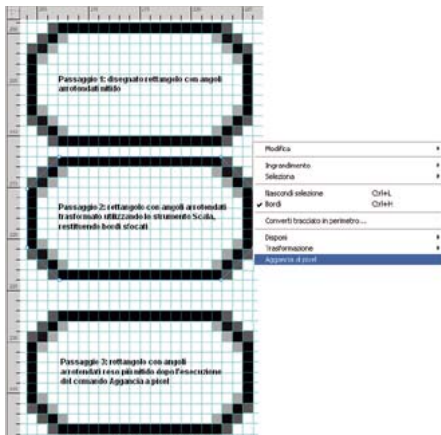 Passaggio 1: disegnato rettangolo con angoli
arrotondati nitido
Passaggio 2: rettangolo con angoli arrotondati
trasformato utilizzando lo strumento Scala,
restituendo bordi sfocati
Passaggio 3: rettangolo con angoli
arrotondati reso più nitido dopo l'esecuzione
del comando Aggancia a pixel
Modifica
Ingrandimento
Seleziona
Nascondi selezione Ctrl+L
Bordi Ctrl+H
Converti tracciato in perimetro...
Disponi
Trasformazione
Aggancia ai pixel